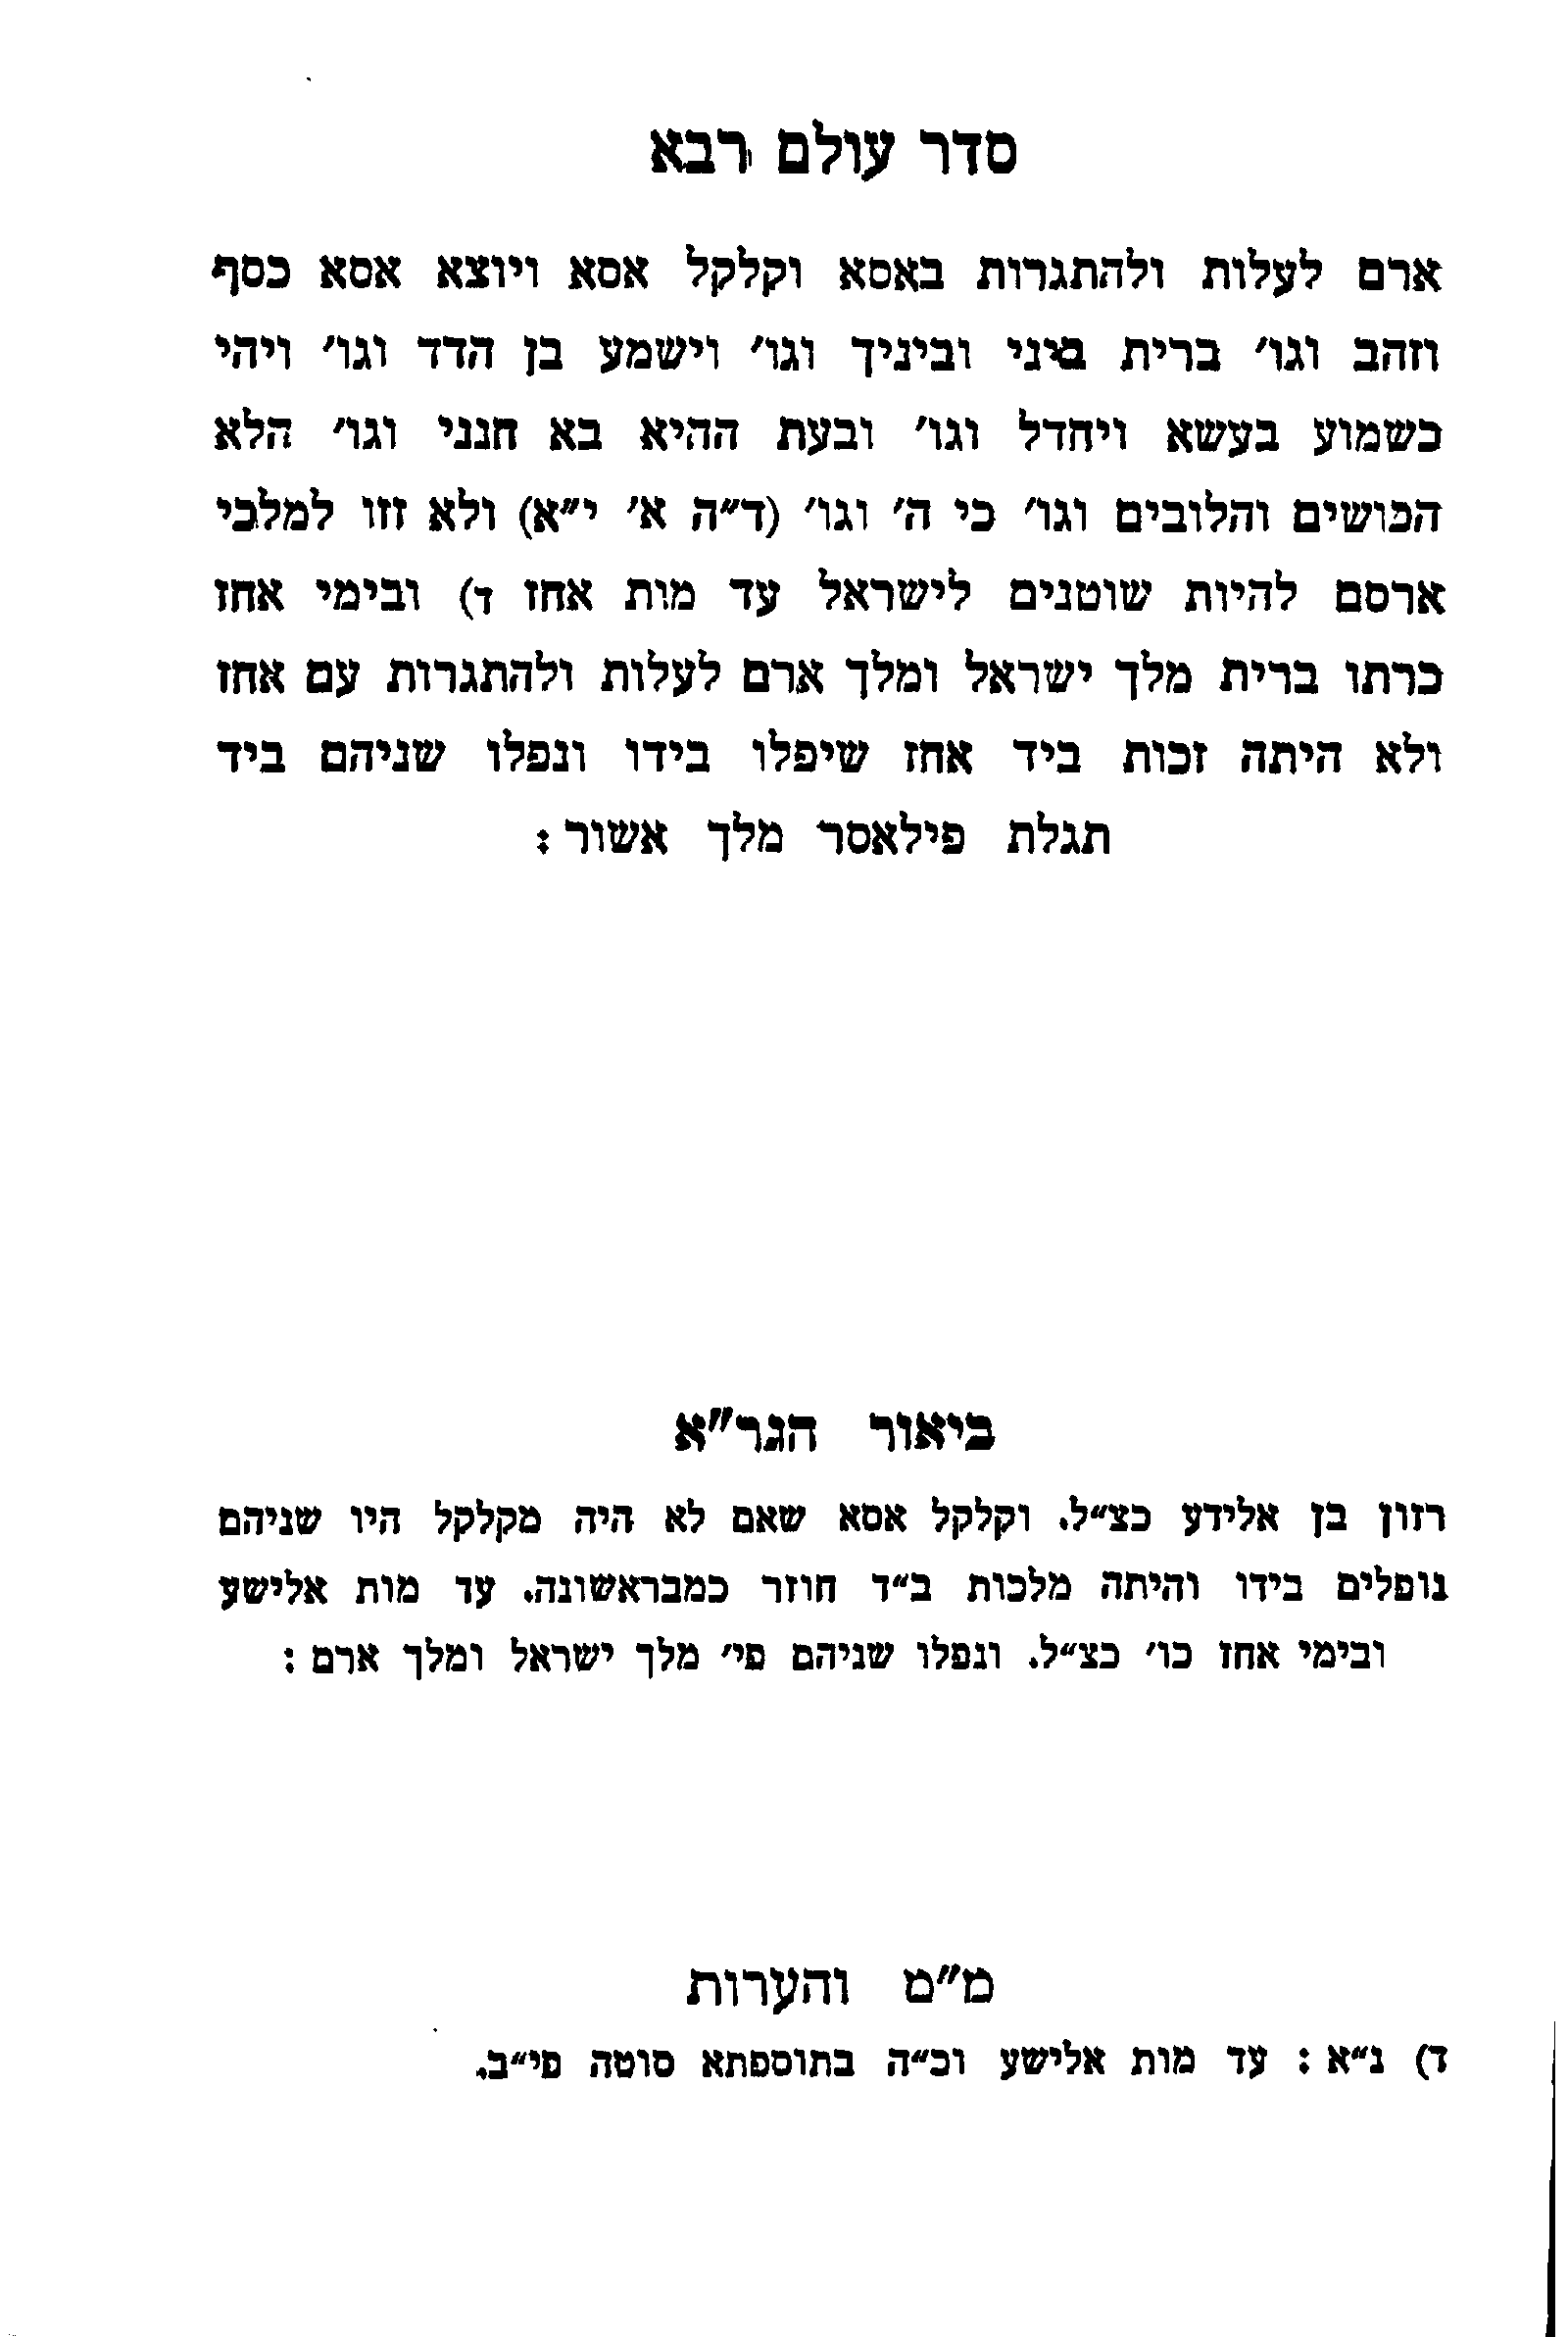 סדר עולם רבא
ארם לעלות ולהתגרות באסא וקלקל אסא ויוצא אסא כסף
וזהב וגו׳ ברית ביני וביניך וגו׳ וישמע בן הדד וגו׳ ויהי
כשמוע בעשא ויחדל וגו׳ ובעת ההיא בא חנני וגו׳ הלא
הכושים והלובים וגו׳ כי ה׳ וגו׳ (ד״ה א׳ י״א) ולא זזו למלכי
ארסם להיות שוטנים לישראל עד מות אחז ד) ובימי אחז
כרתו ברית מלך ישראל ומלך ארם לעלות ולהתגרות עם אחז
ולא היתה זכות ביד אחז שיפלו בידו ונפלו שניהם ביד
תגלת פילאסר מלך אשור :
ביאור הגר״א
רזון בן אלידע כצ״ל. וקלקל אסא שאם לא היה מקלקל היו שניהם
נופלים בידו והיתה מלכות ב״ד חוזר כמבראשונה. עד מות אלישע
ובימי אחז כו׳ כצ״ל. ונפלו שניהם פי׳ מלך ישראל ומלך ארם :
מ״מ והערות
ד) נ״א : עד מות אלישע וכ״ה בתוספתא סוטה פי״ב.